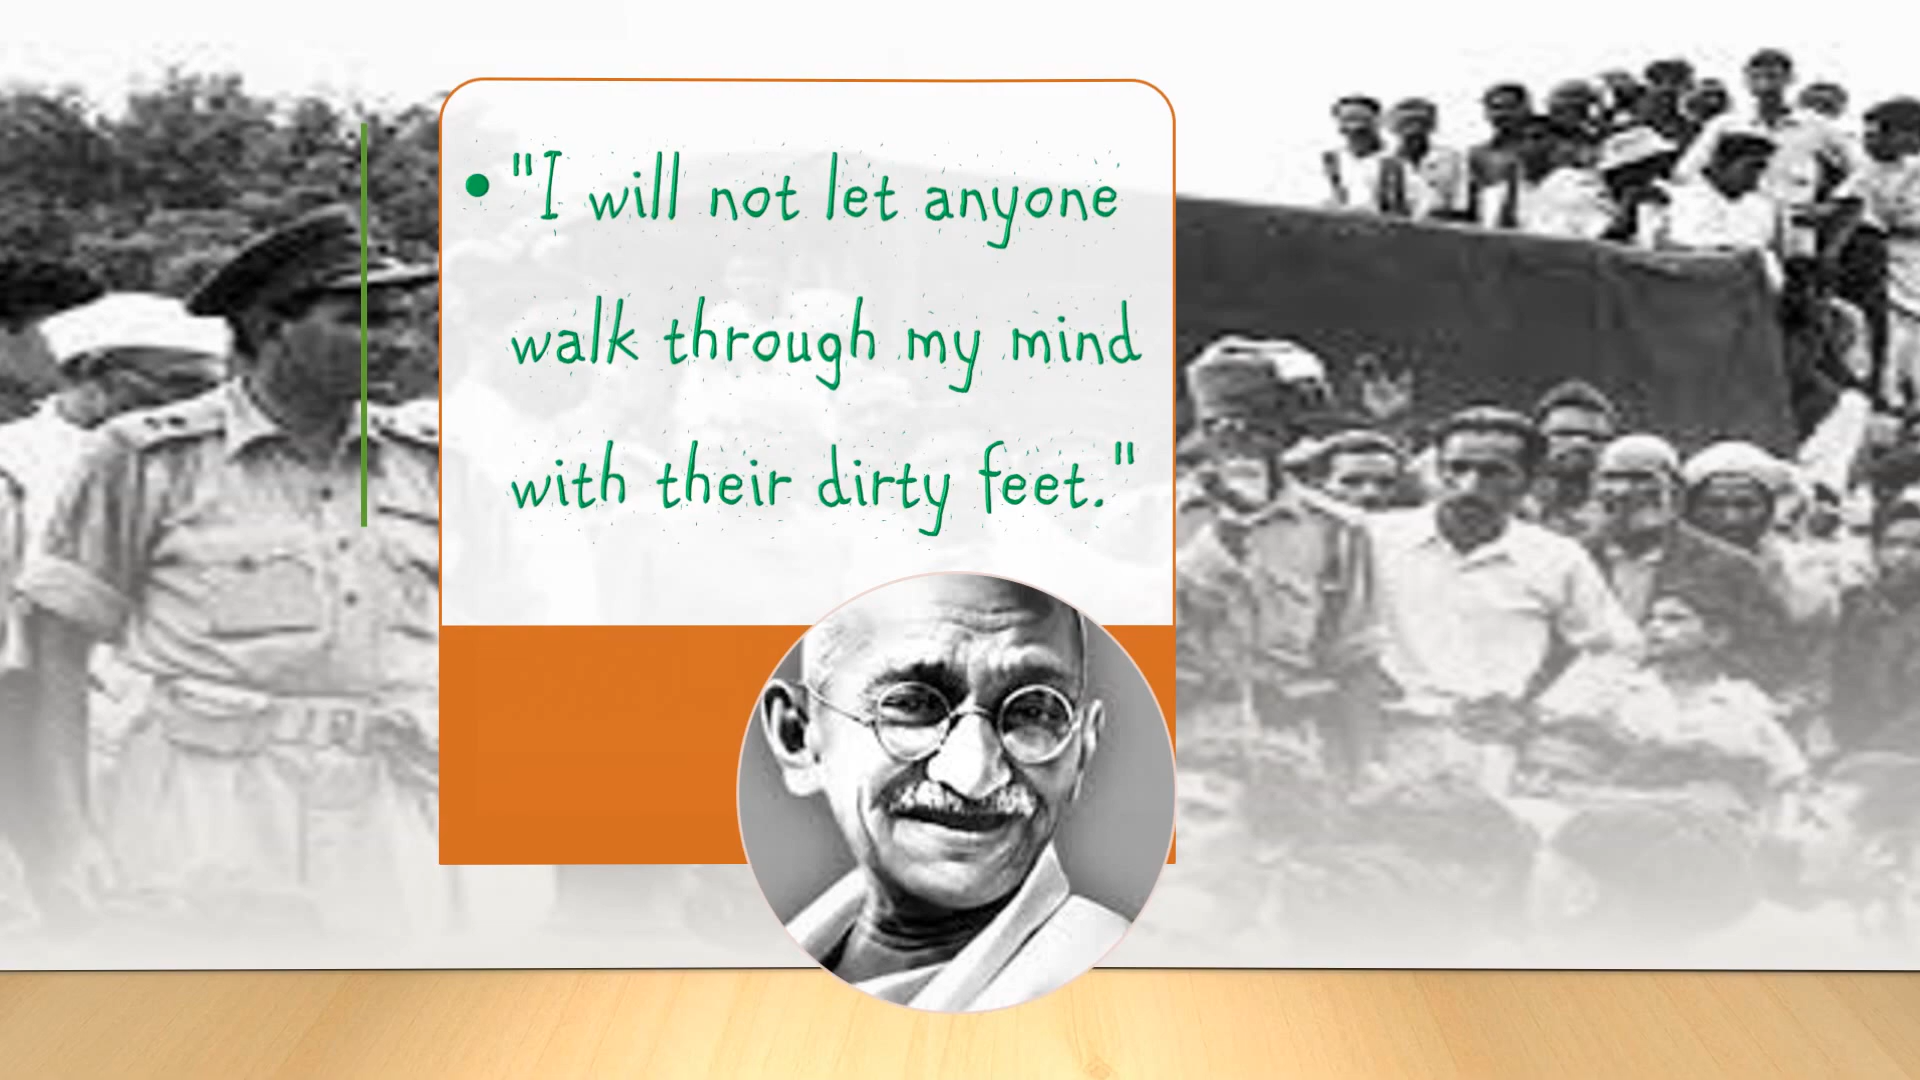 • "I will not let anyone
walk through my mind
with their dirty feet."